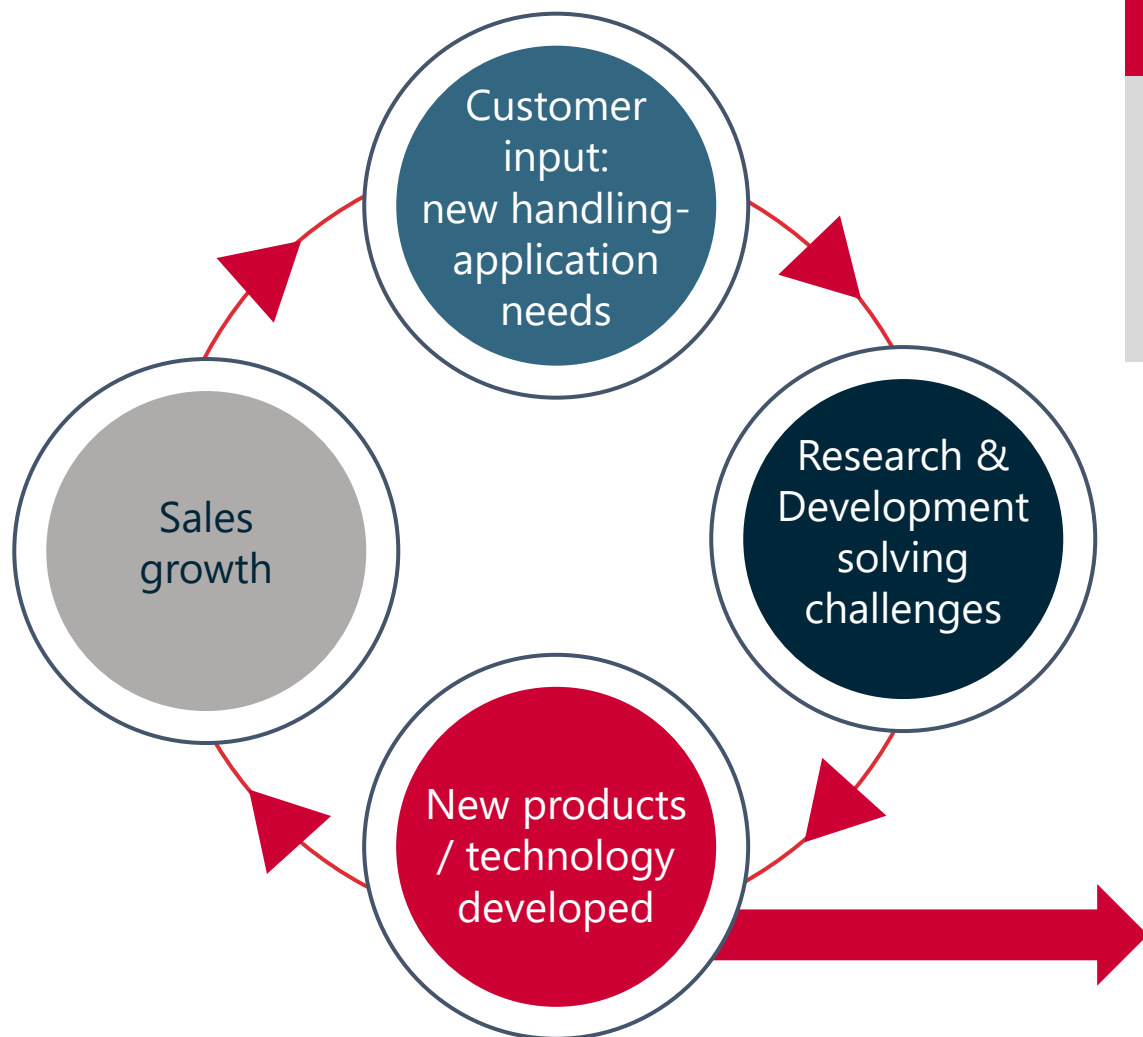 Customer
input:
new handling-
application
needs
Research &
Development
solving
challenges
New products
/ technology
developed
Sales
growth